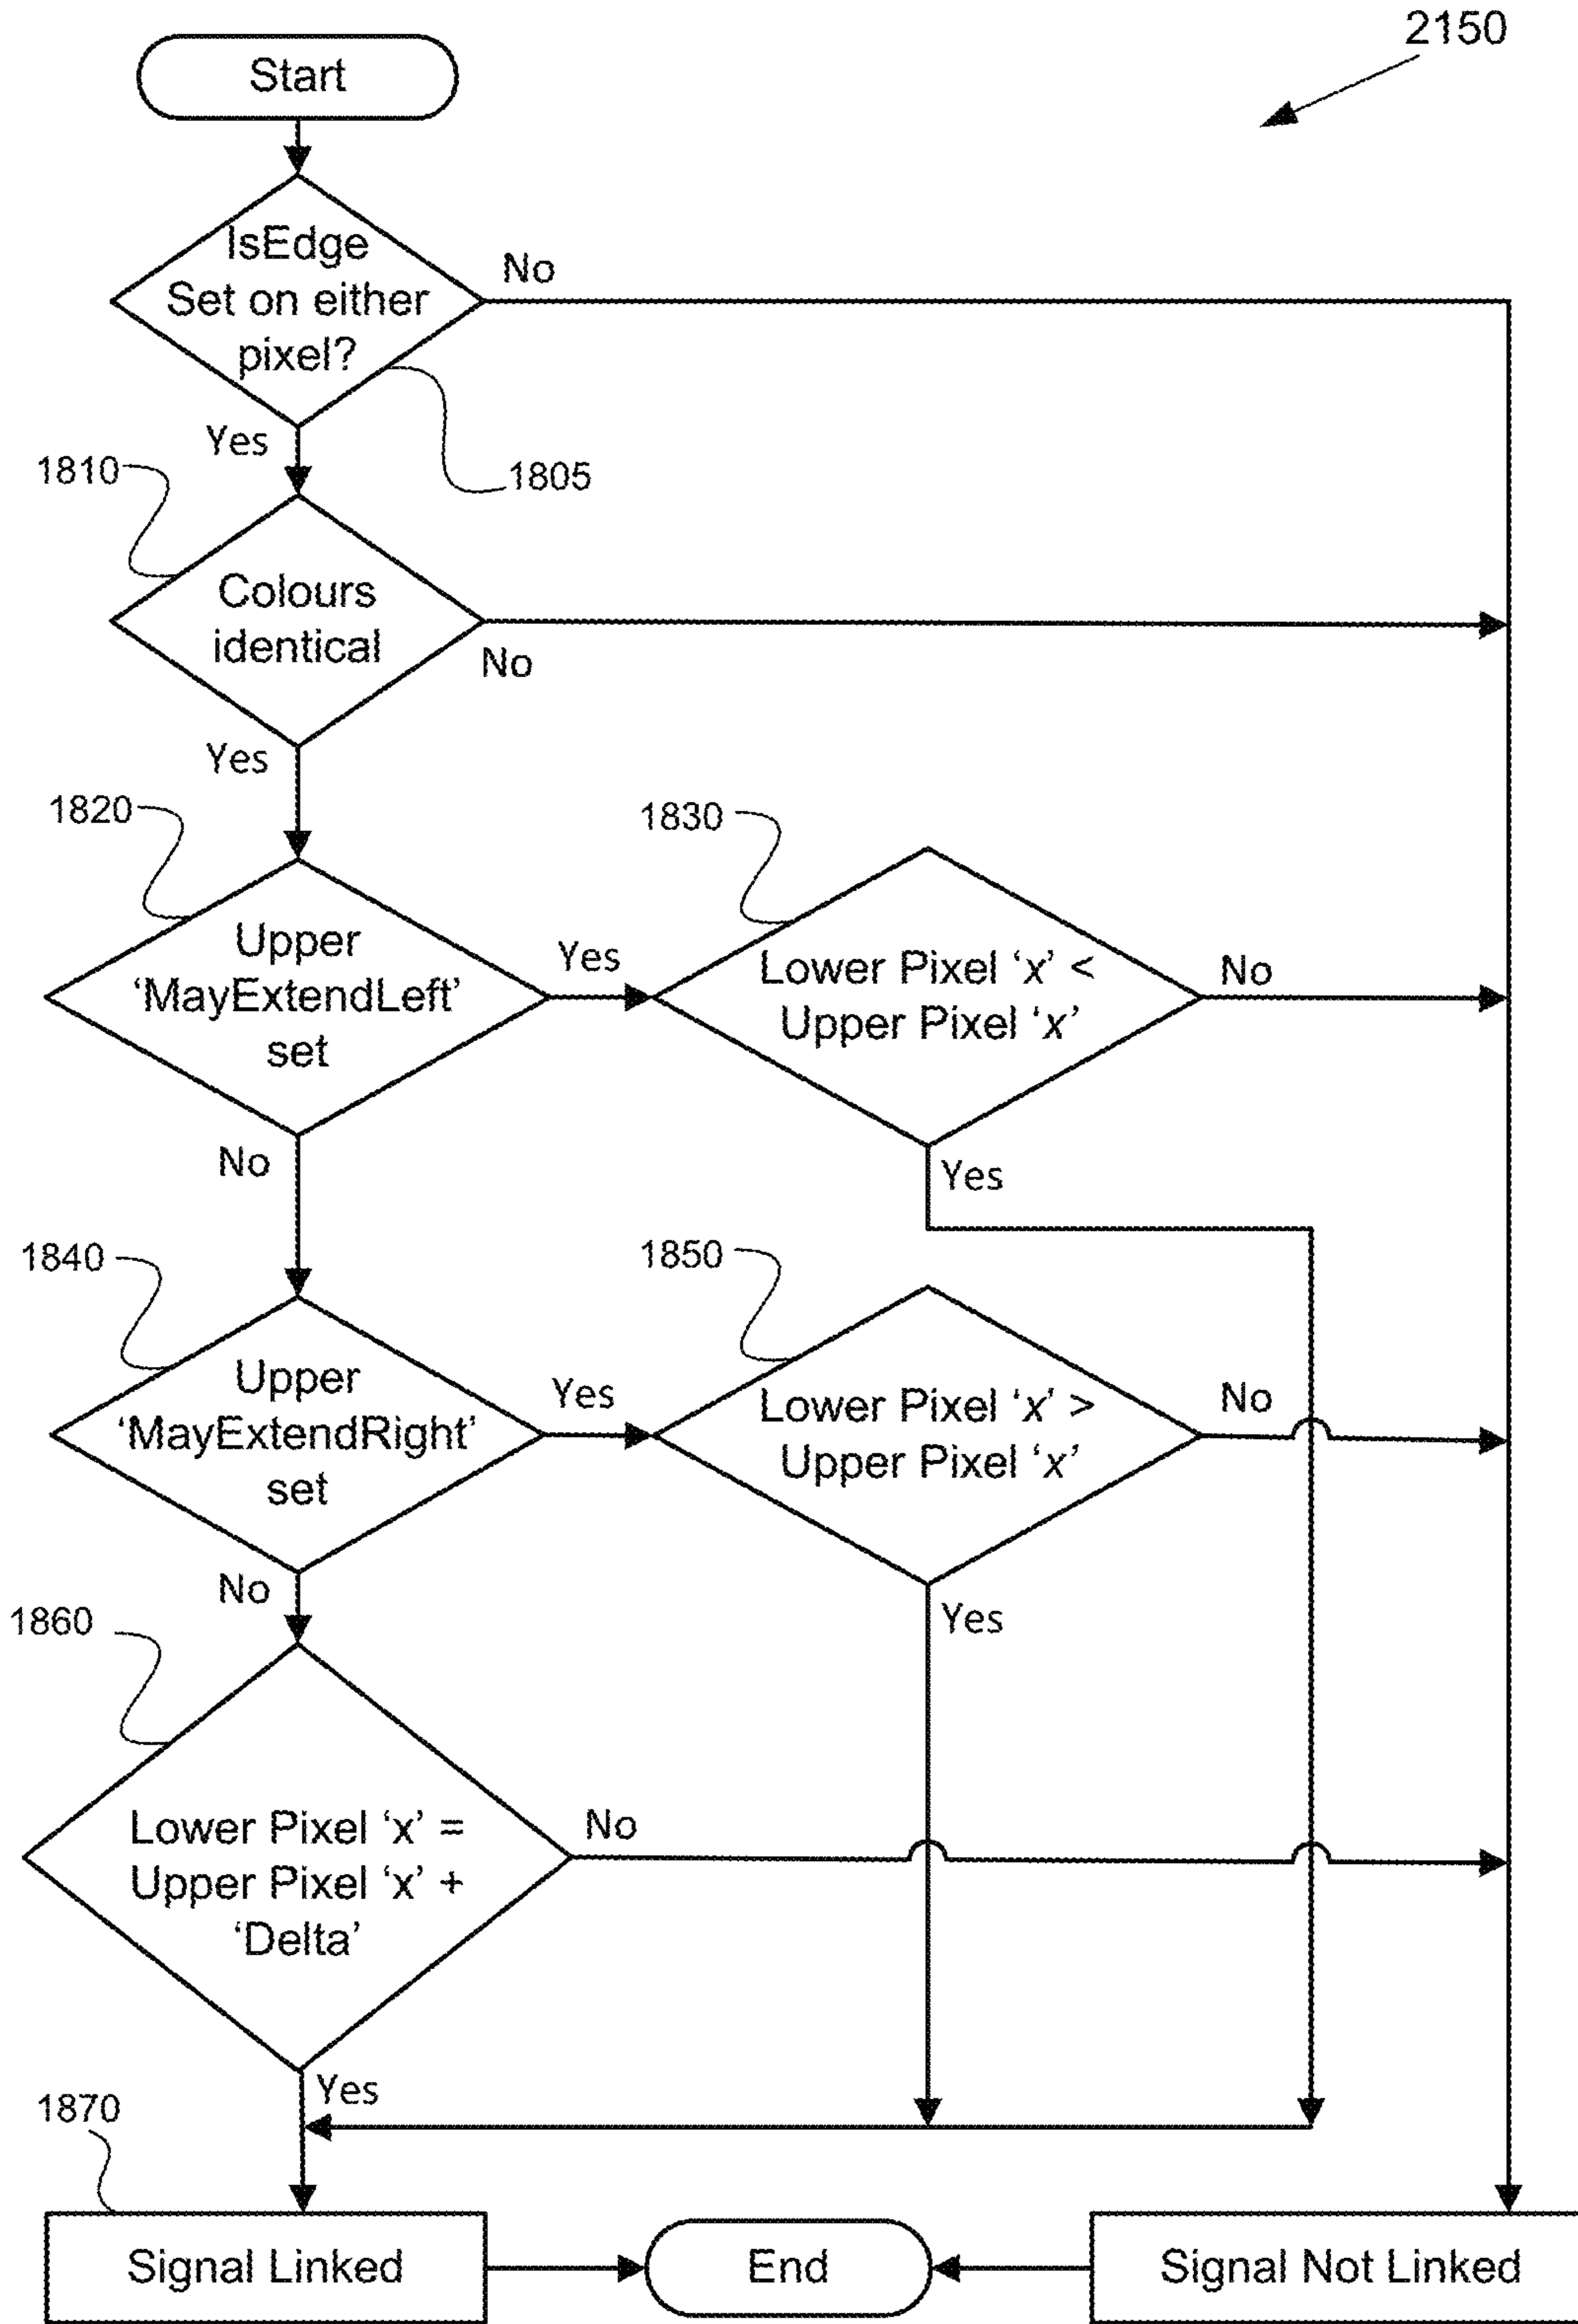 2150
Start
IsEdge
Set on either
pixel?
No
Yes
1805
1810
Colours
identical
No
Yes
1820
Upper
‘MayExtendLeft’
set
Yes
No
1830
Lower Pixel ‘x’ <
Upper Pixel ‘x’
No
Yes
1840
Upper
‘MayExtendRight’
set
Yes
No
1850
Lower Pixel ‘x’ >
Upper Pixel ‘x’
No
Yes
1860
Lower Pixel ‘x’ =
Upper Pixel ‘x’ +
‘Delta’
No
Yes
1870
Signal Linked
End
Signal Not Linked